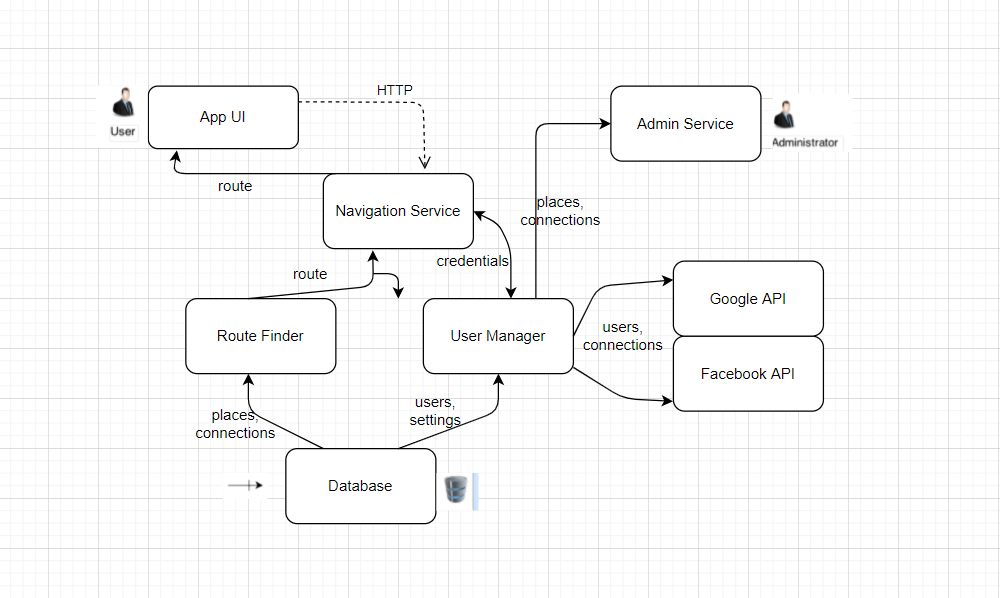 HTTP
App UI
User
Admin Service
Administrator
route
Navigation Service
places,
connections
credentials
route
Google API
Route Finder
User Manager
users,
connections
Facebook API
places,
connections
users,
settings
Database